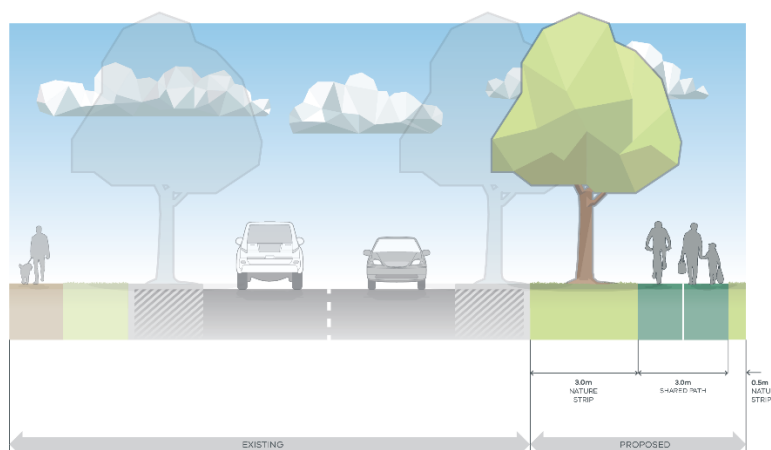 3.0m
NATURE
STRIP
3.0m
SHARED PATH
0.5m
NATU
STRIP
EXISTING
PROPOSED